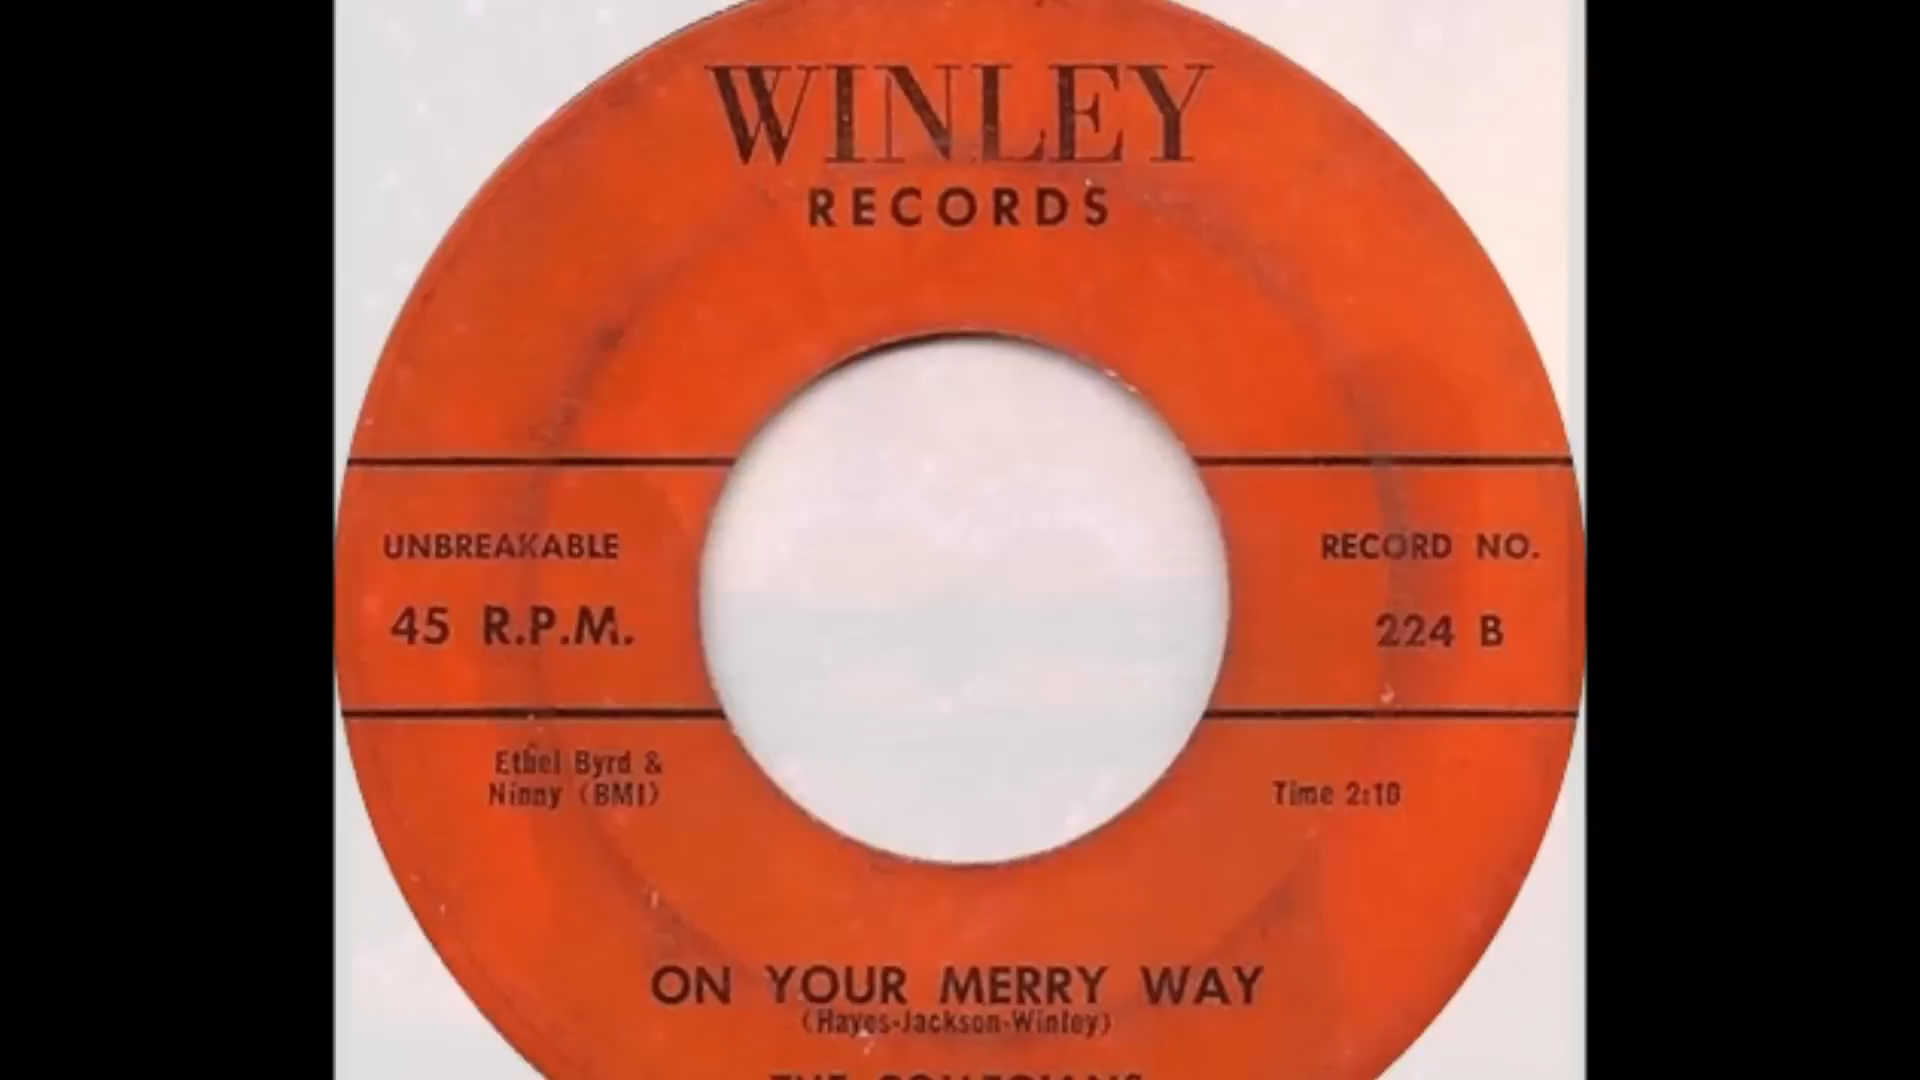 WINLEY
RECORDS
UNBREAKABLE
45 R.P.M.
RECORD NO.
224 B
Ethel Byrd &
Ninny (BMI)
Time 2:10
ON YOUR MERRY WAY
(Hayes-Jackson-Winley)
THE